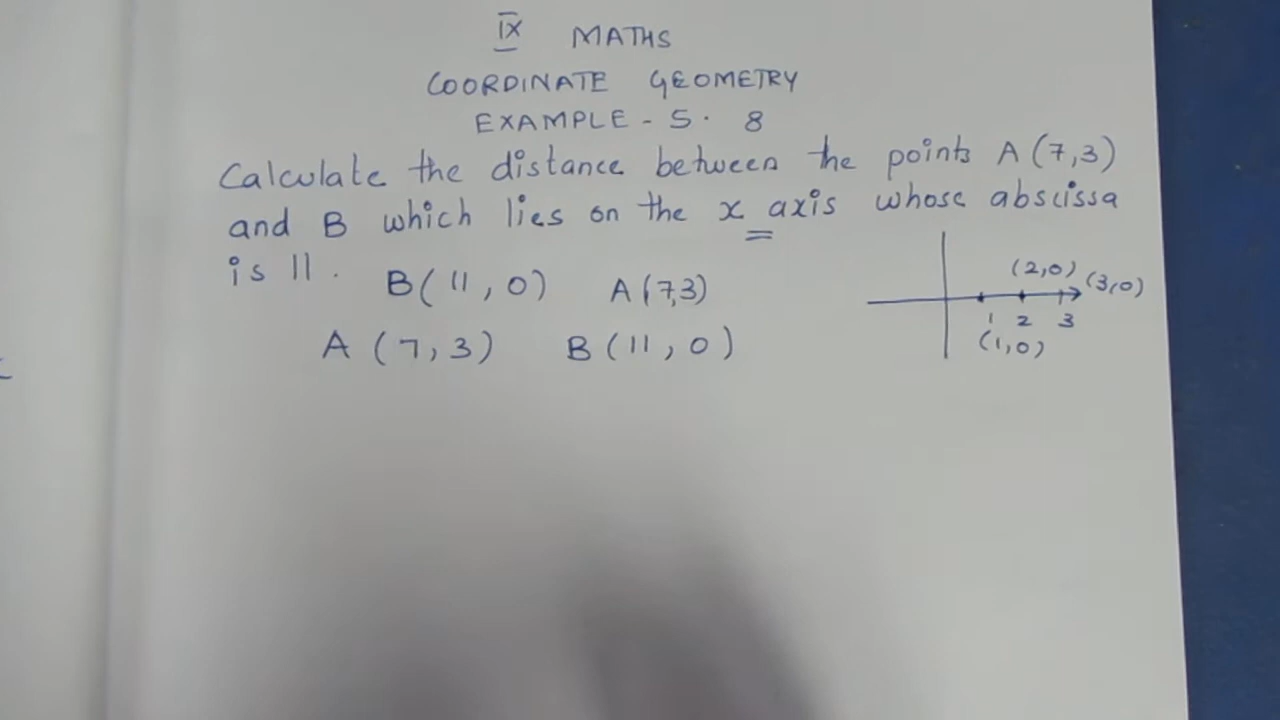 IX MATHS
COORDINATE GEOMETRY
EXAMPLE - 5. 8
Calculate the distance between the points A (7,3)
and B which lies on the x axis whose abscissa
is 11.
B( 11 , 0) A (7,3)
A ( 7 , 3 ) B ( 11 , 0 )
(2,0)
(3,0)
1 2 3
(1,0)